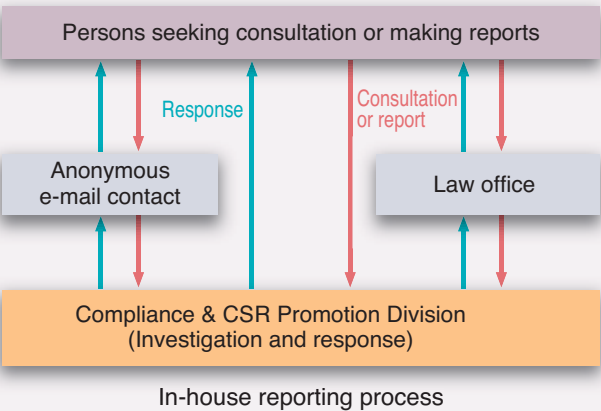 Persons seeking consultation or making reports
Response
Consultation
or report
Anonymous
e-mail contact
Law office
Compliance & CSR Promotion Division
(Investigation and response)
In-house reporting process